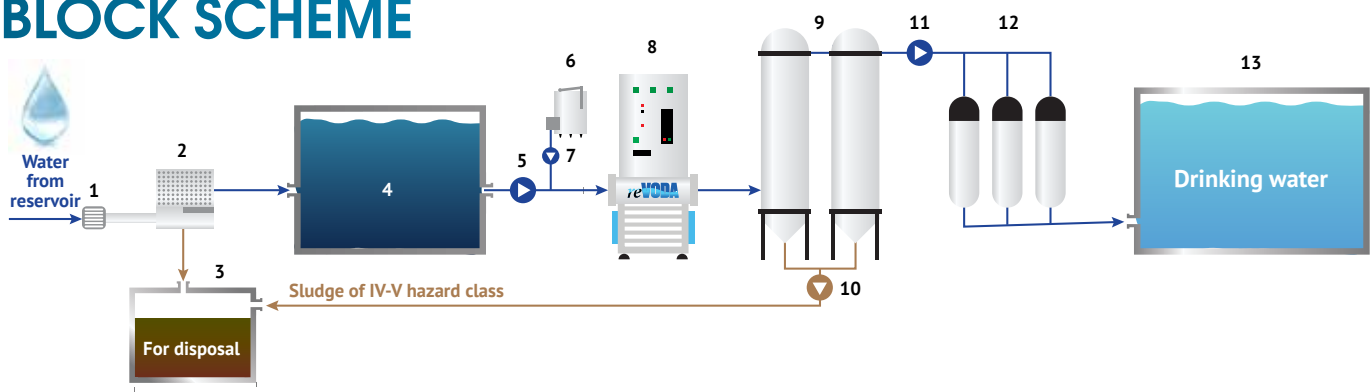 BLOCK SCHEME
9
11
12
6
8
13
2
5
7
Water
from
reservoir
1
4
reVODA
Drinking water
3
Sludge of IV-V hazard class
10
For disposal